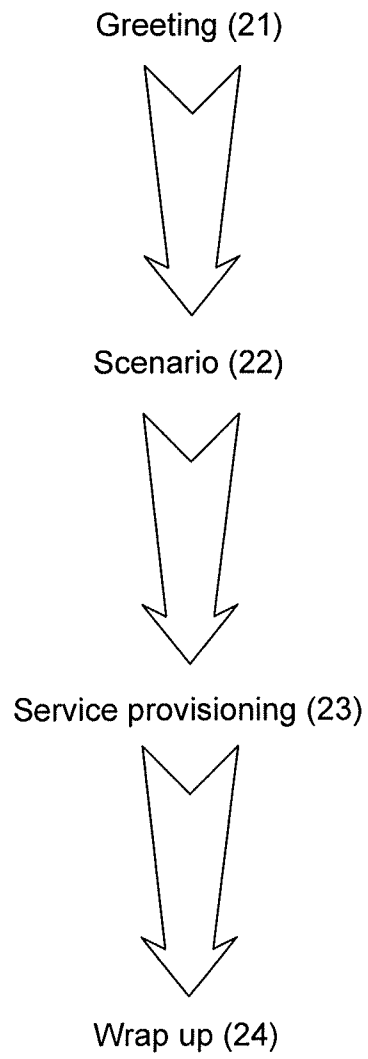 Greeting (21)
Scenario (22)
Service provisioning (23)
Wrap up (24)